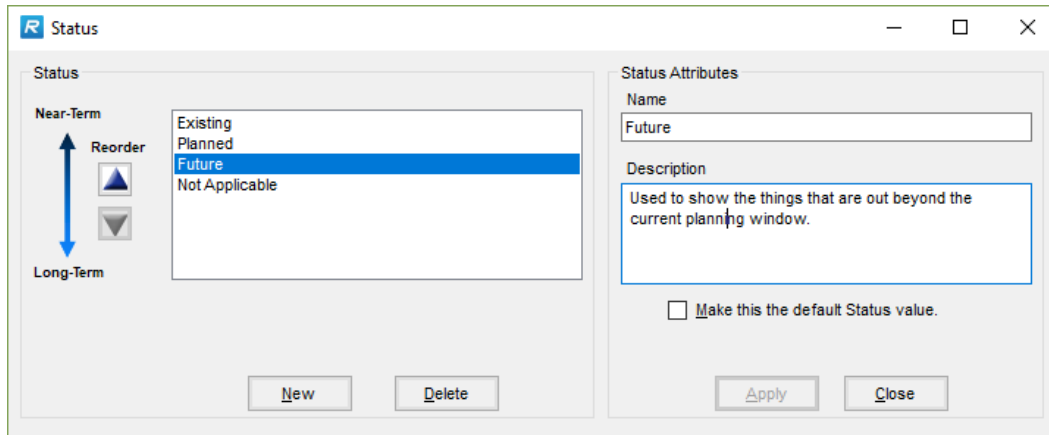 R Status
Status
Near-Term
Reorder
Long-Term
Existing
Planned
Future
Not Applicable
New
Delete
Status Attributes
Name
Future
Description
Used to show the things that are out beyond the
current planning window.
Make this the default Status value.
Apply
Close